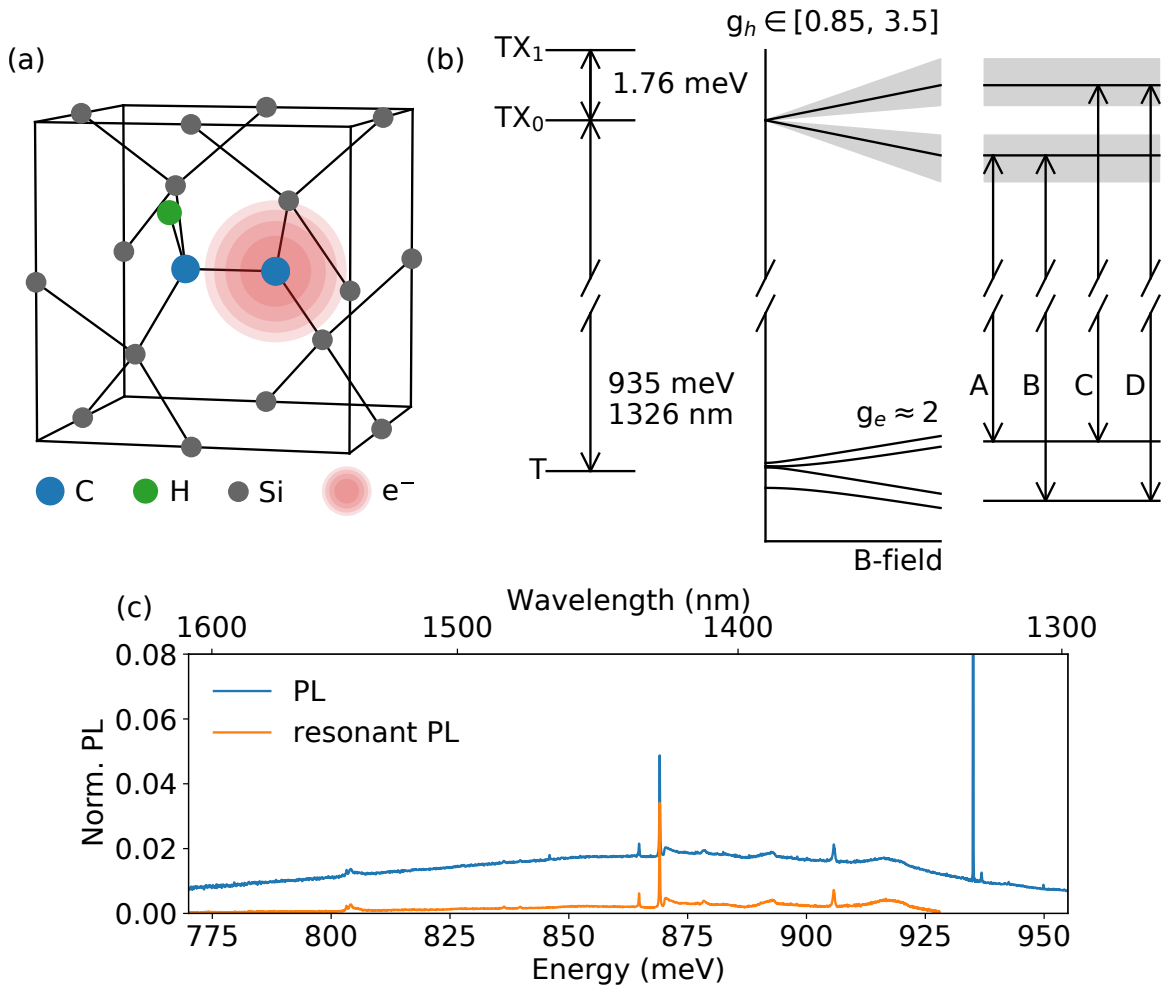 (a)
C
H
Si
e⁻
(b)
TX₁
1.76 meV
TX₀
935 meV
1326 nm
T
gₕ ∈ [0.85, 3.5]
gₑ ≈ 2
B-field
A
B
C
D
(c)
Wavelength (nm)
1600 1500 1400 1300
Norm. PL
0.08
0.06
0.04
0.02
0.00
PL
resonant PL
775 800 825 850 875 900 925 950
Energy (meV)